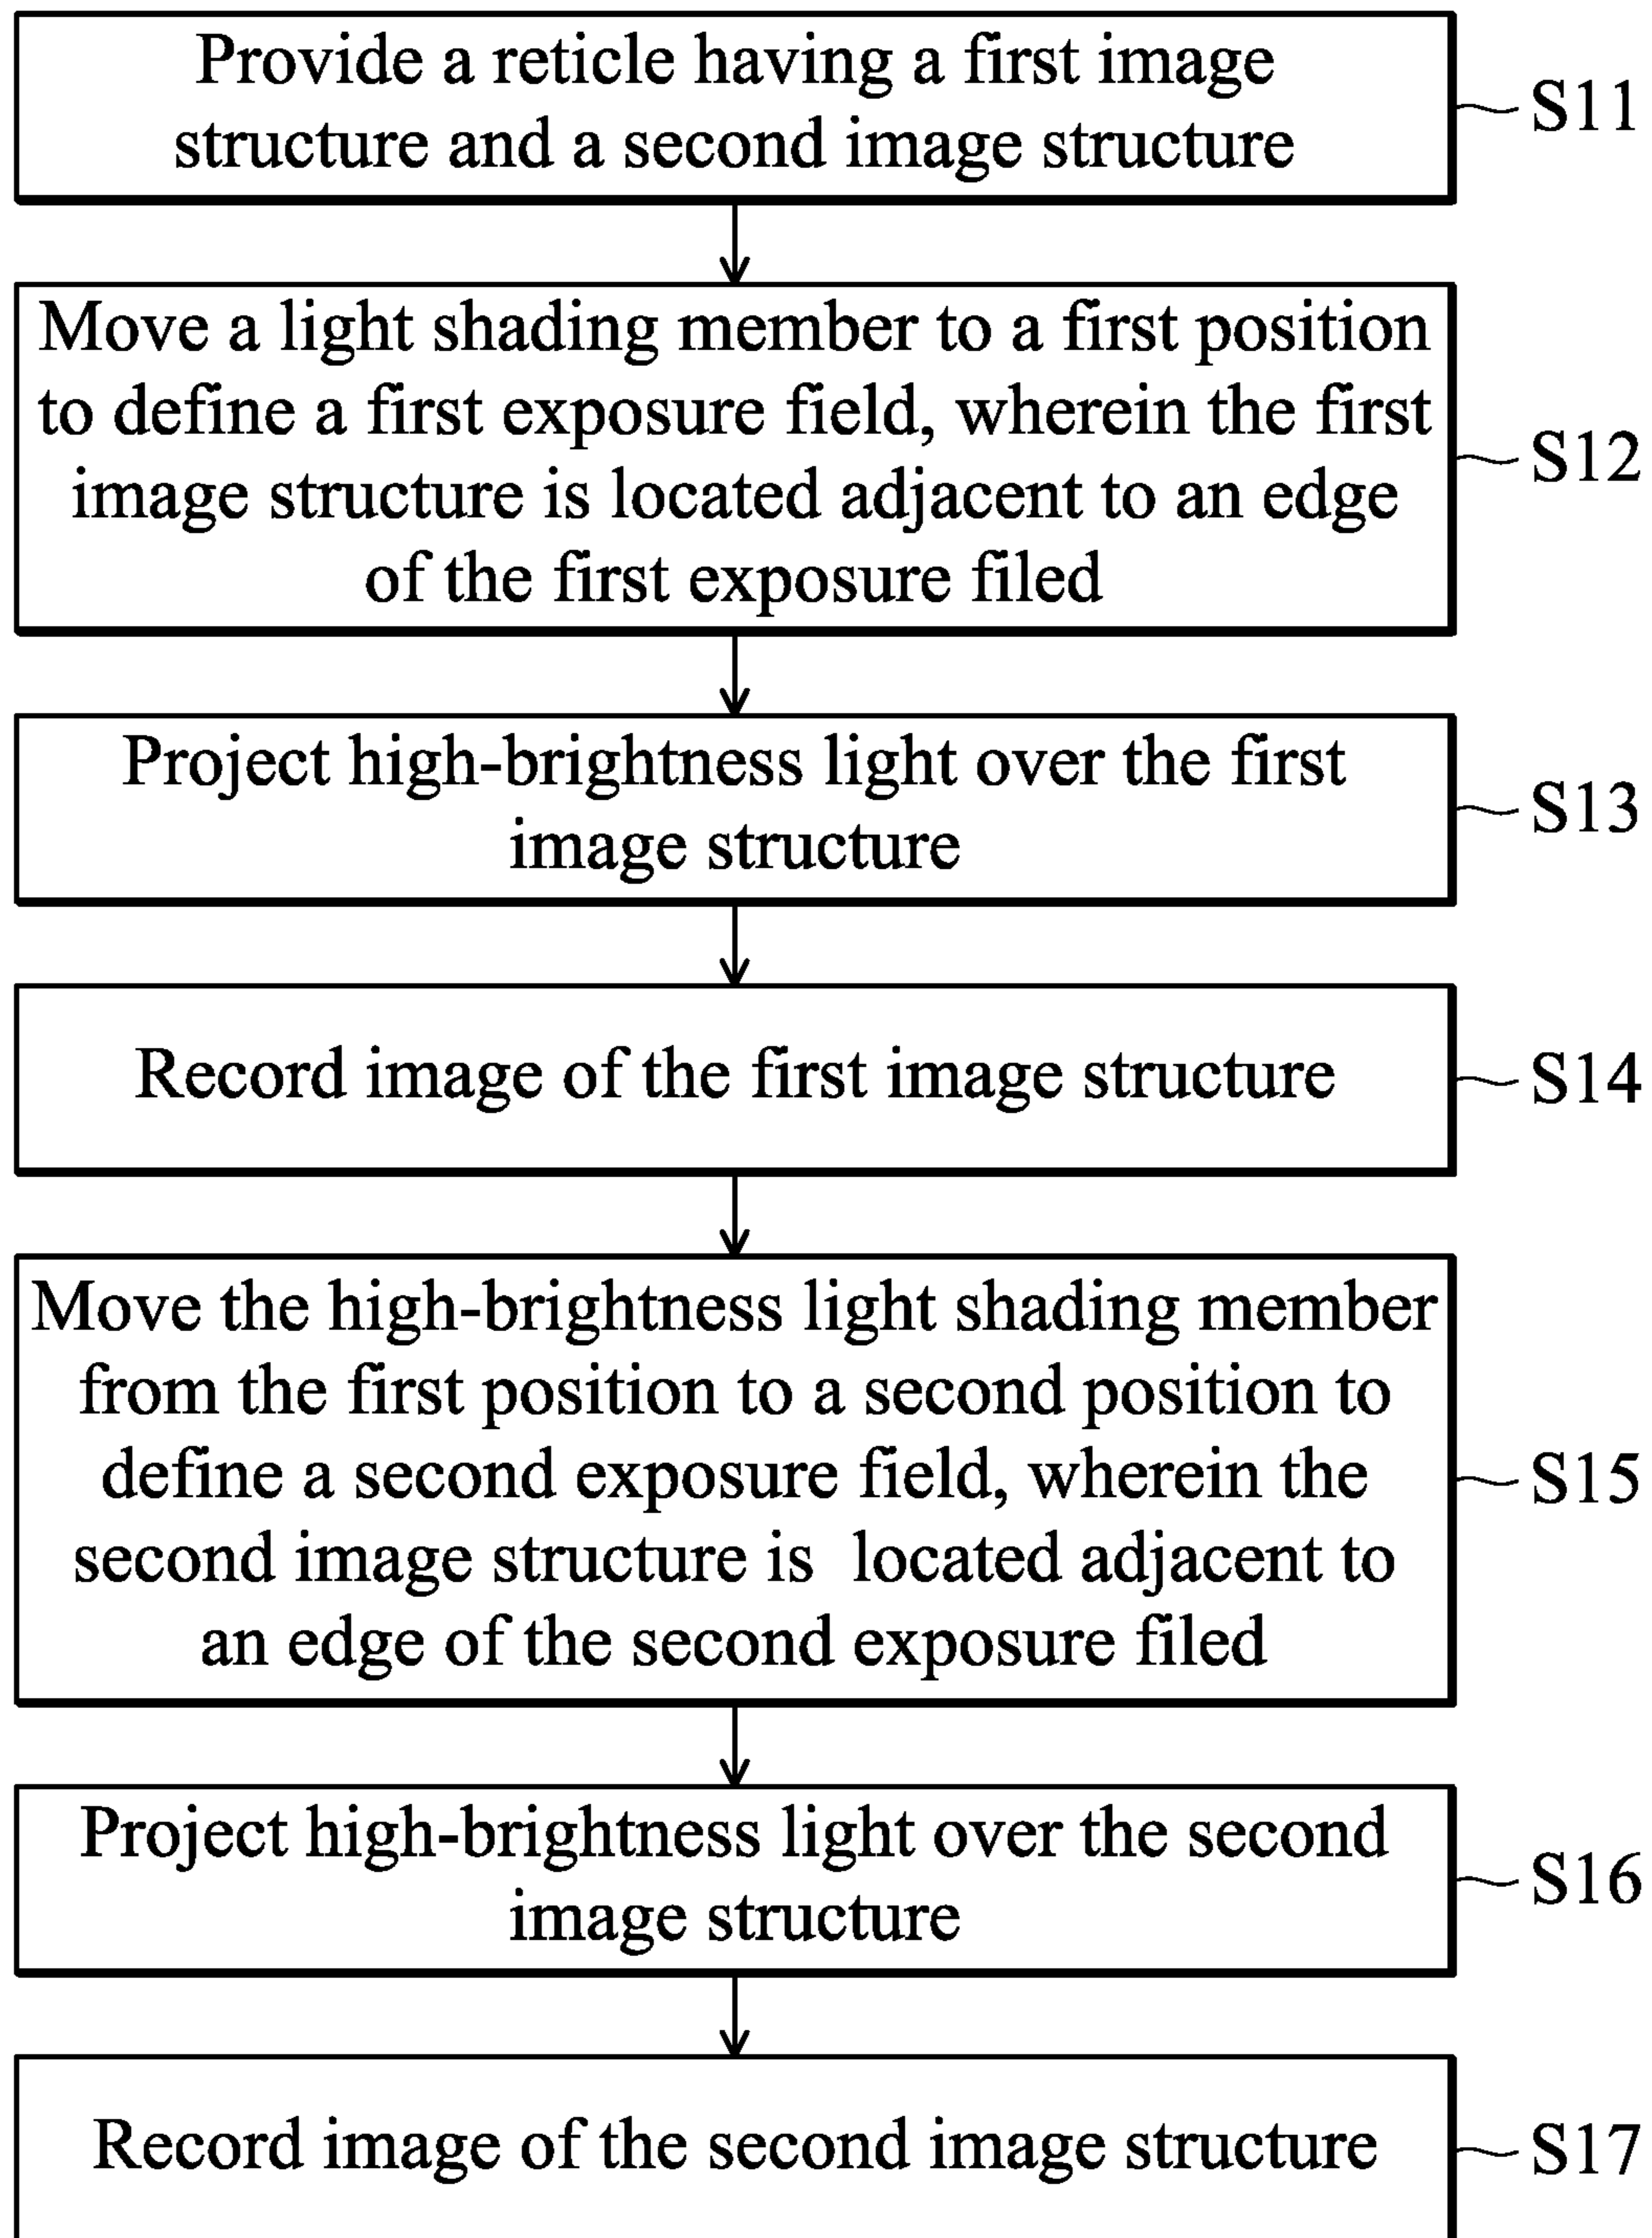 Provide a reticle having a first image
structure and a second image structure
S11
Move a light shading member to a first position
to define a first exposure field, wherein the first
image structure is located adjacent to an edge
of the first exposure filed
S12
Project high-brightness light over the first
image structure
S13
Record image of the first image structure
S14
Move the high-brightness light shading member
from the first position to a second position to
define a second exposure field, wherein the
second image structure is located adjacent to
an edge of the second exposure filed
S15
Project high-brightness light over the second
image structure
S16
Record image of the second image structure
S17